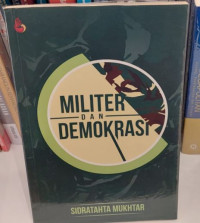 MILITER
DAN
DEMOKRASI
SIDRATAHTA MUKHTAR